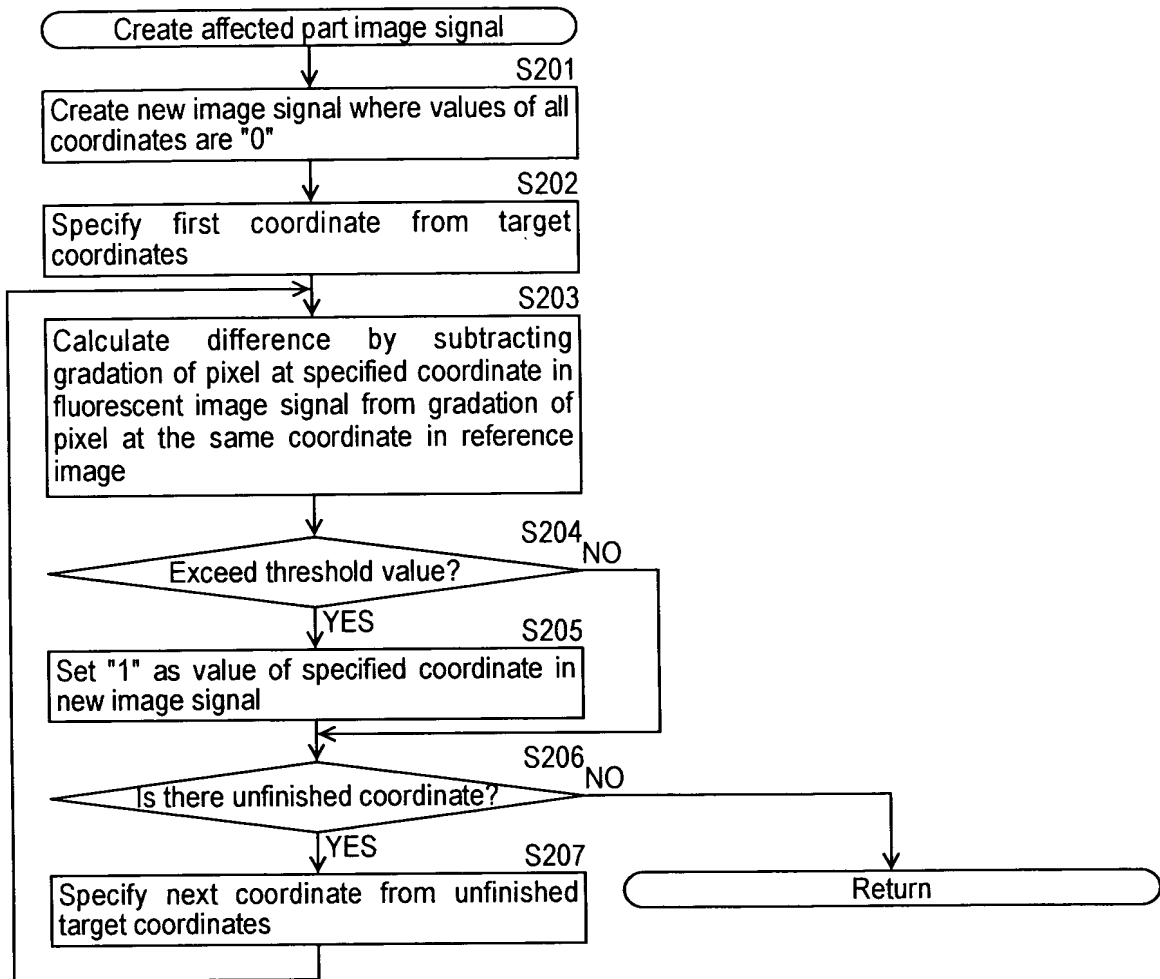 Create affected part image signal
S201
Create new image signal where values of all
coordinates are "0"
S202
Specify first coordinate from target
coordinates
S203
Calculate difference by subtracting
gradation of pixel at specified coordinate in
fluorescent image signal from gradation of
pixel at the same coordinate in reference
image
S204
NO
Exceed threshold value?
YES
S205
Set "1" as value of specified coordinate in
new image signal
S206
NO
Is there unfinished coordinate?
YES
S207
Specify next coordinate from unfinished
target coordinates
Return